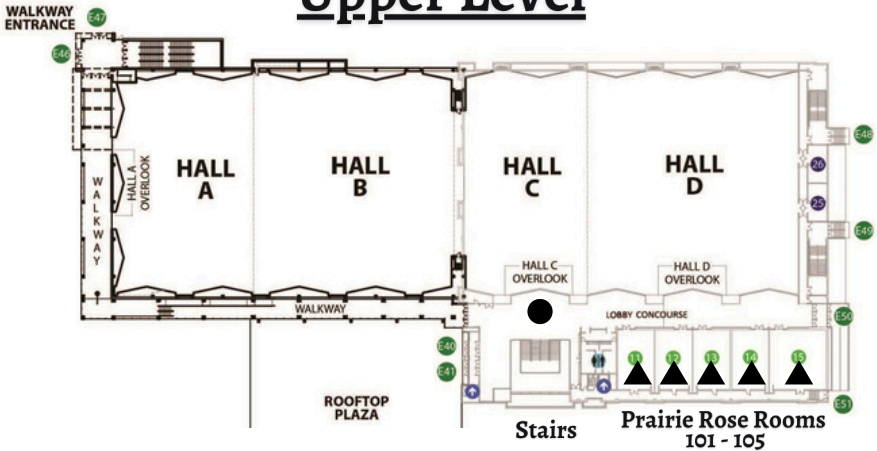 Upper Level
WALKWAY
ENTRANCE
E47
E46
HALL
A
HALL
B
HALL
C
HALL
D
HALL A
OVERLOOK
WALKWAY
E48
26
25
E49
HALL C
OVERLOOK
HALL D
OVERLOOK
WALKWAY
LOBBY CONCOURSE
E50
E40
E41
11
12
13
14
15
ROOFTOP
PLAZA
E51
Stairs
Prairie Rose Rooms
101 - 105